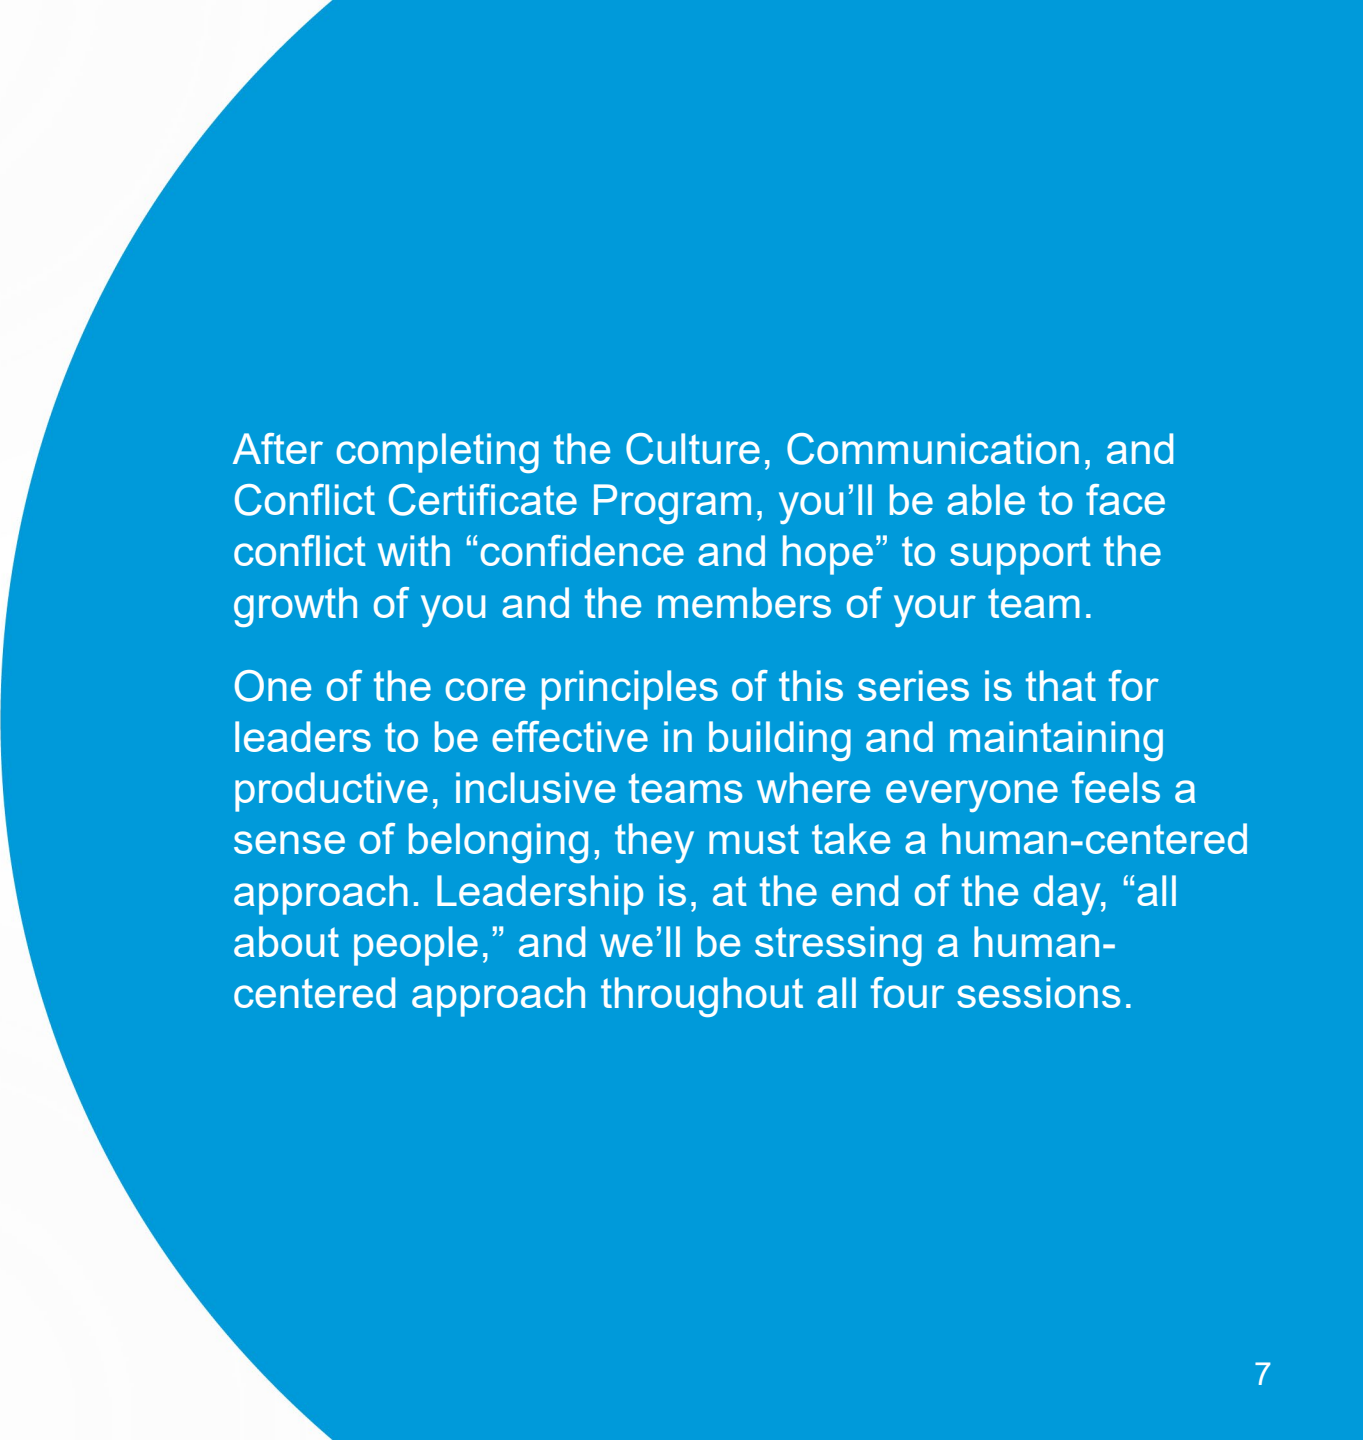 After completing the Culture, Communication, and
Conflict Certificate Program, you’ll be able to face
conflict with “confidence and hope” to support the
growth of you and the members of your team.
One of the core principles of this series is that for
leaders to be effective in building and maintaining
productive, inclusive teams where everyone feels a
sense of belonging, they must take a human-centered
approach. Leadership is, at the end of the day, “all
about people,” and we’ll be stressing a human-
centered approach throughout all four sessions.
7